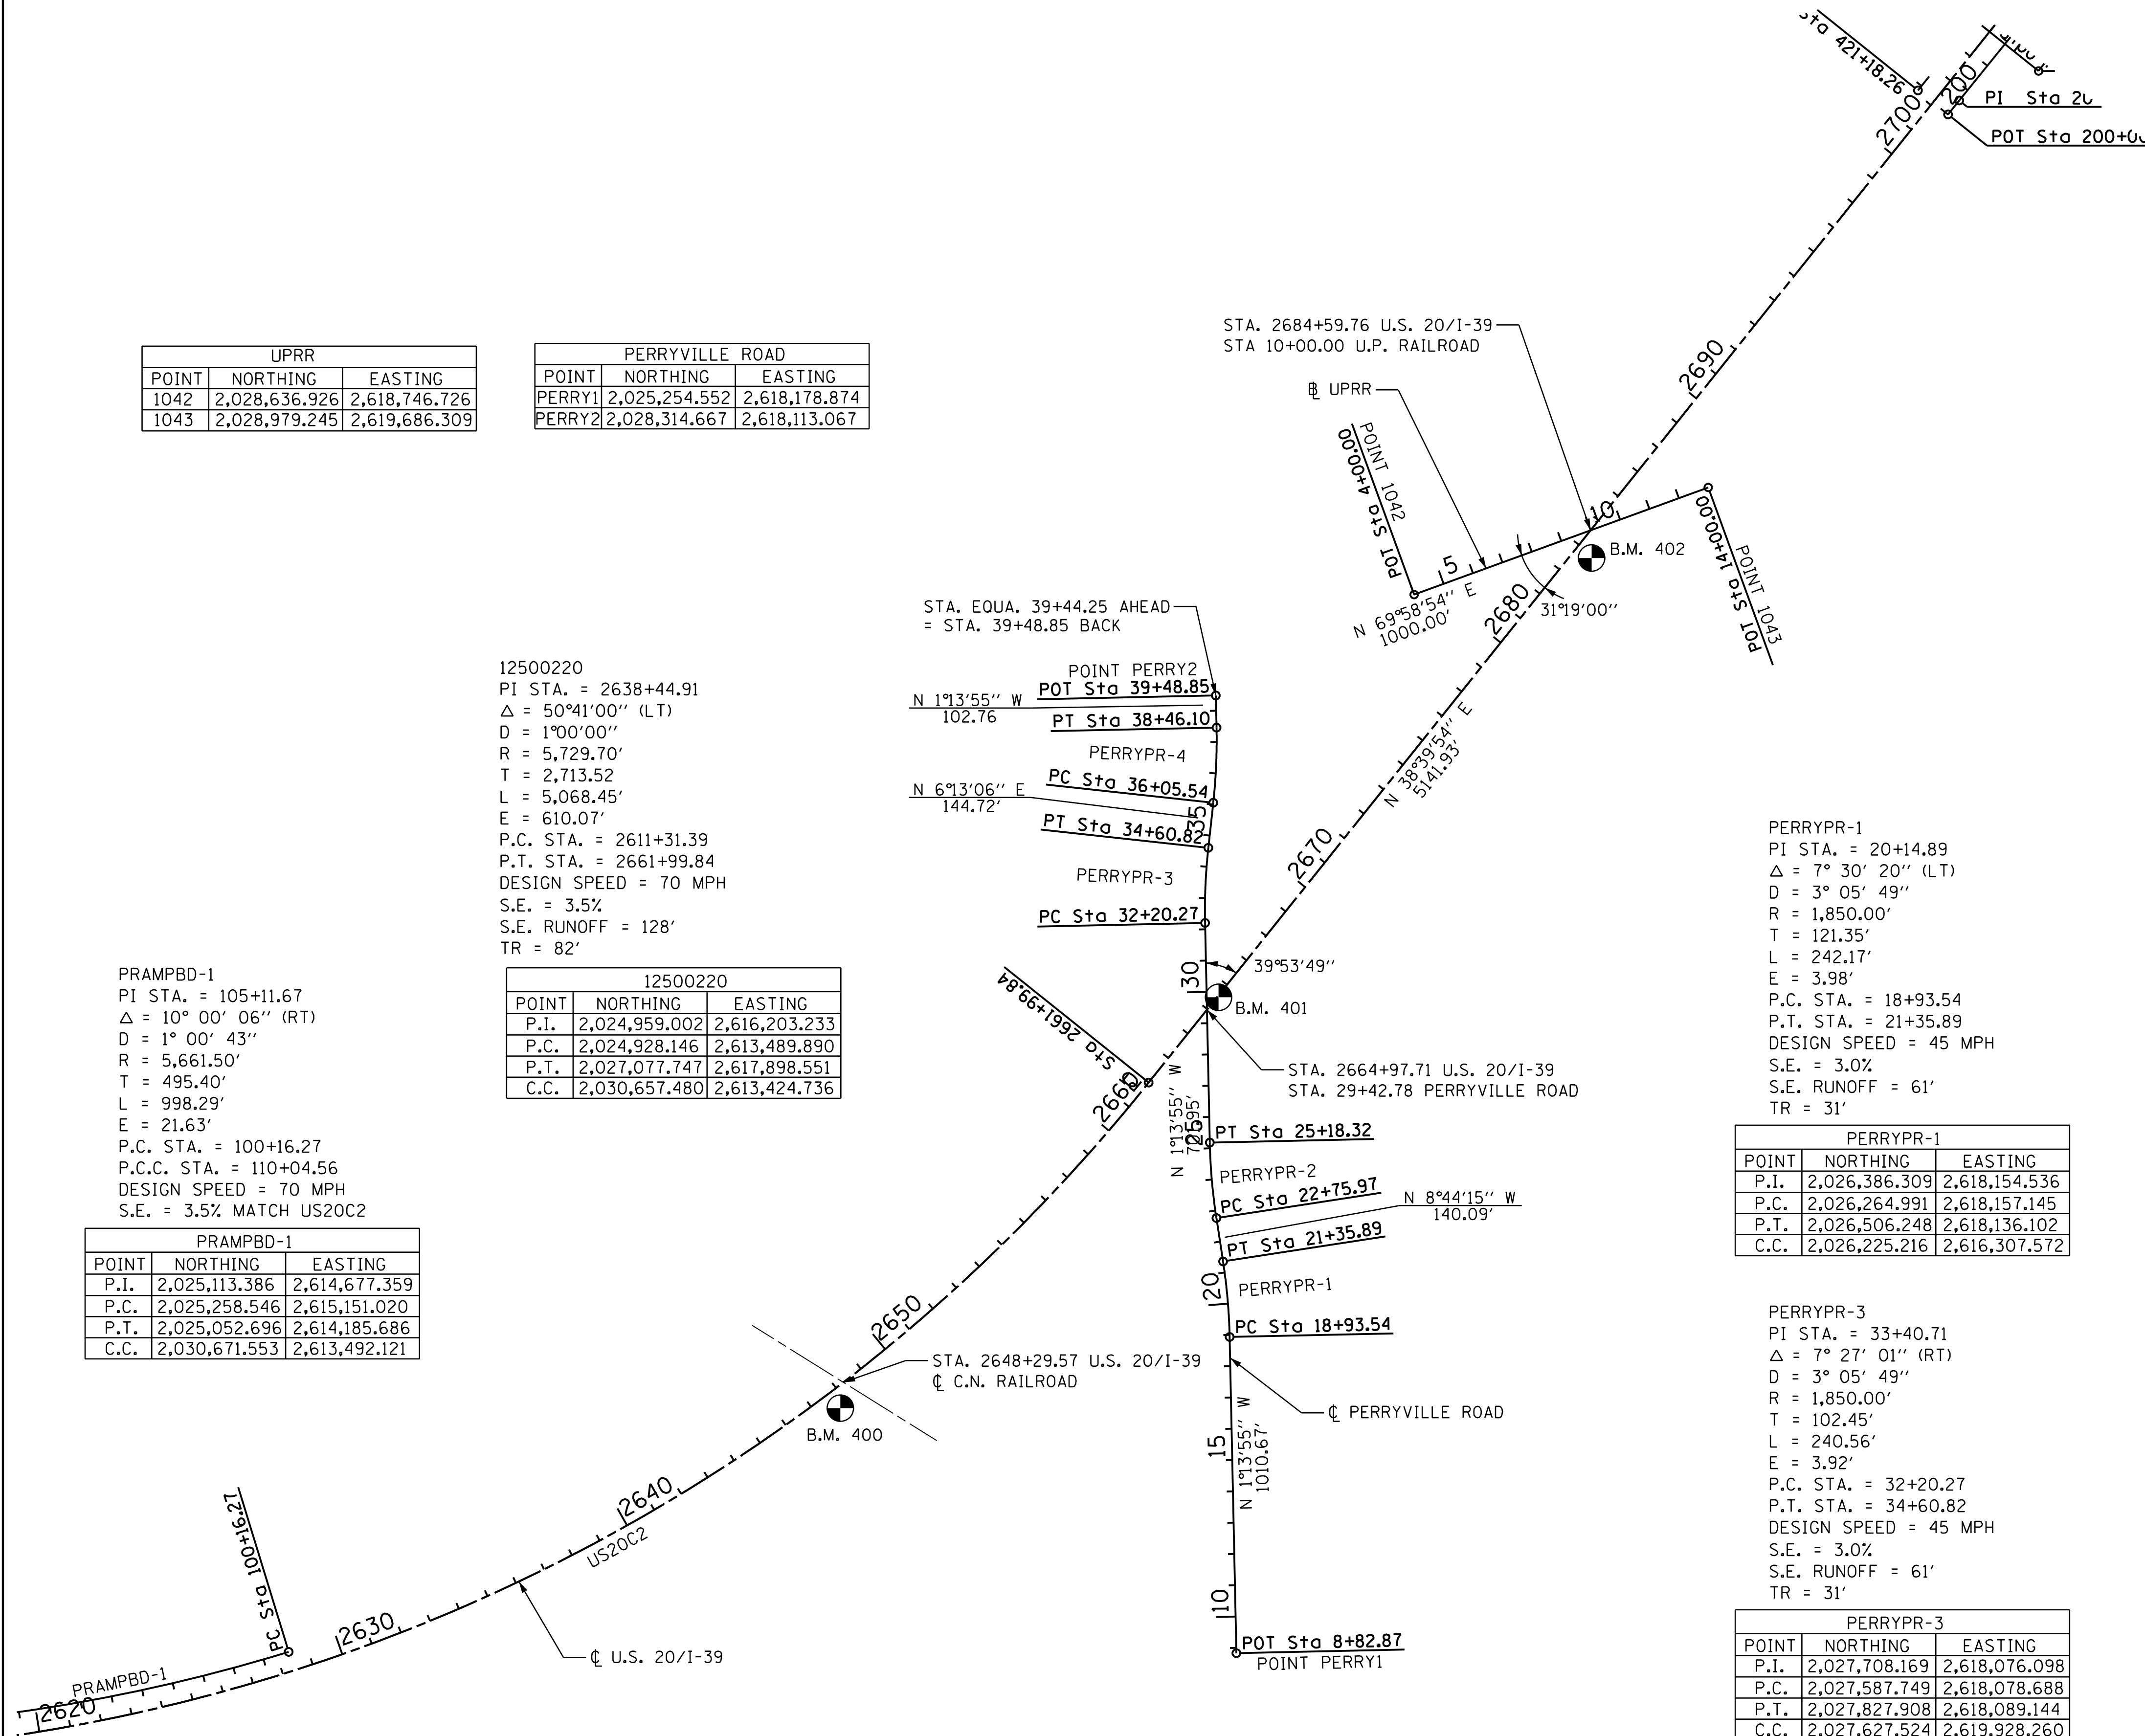 Sta 421+18.26
2700
200
PI Sta
POT Sta
UPRR
POINT NORTHING EASTING
1042 2,028,636.926 2,618,746.726
1043 2,028,979.245 2,619,686.309
PERRYVILLE ROAD
POINT NORTHING EASTING
PERRY1 2,025,254.552 2,618,178.874
PERRY2 2,028,314.667 2,618,113.067
STA. 2684+59.76 U.S. 20/I-39
STA 10+00.00 U.P. RAILROAD
℄ UPRR
2690
POINT 1042
POT Sta 4+00.00
5
10
B.M. 402
POINT 1043
POT Sta 14+00.00
N 69°58'54'' E
1000.00'
31°19'00''
2680
N 38°39'54'' E
5141.93'
2670
STA. EQUA. 39+44.25 AHEAD
= STA. 39+48.85 BACK
POINT PERRY2
POT Sta 39+48.85
N 1°13'55'' W
102.76
PT Sta 38+46.10
PERRYPR-4
PC Sta 36+05.54
N 6°13'06'' E
144.72'
35
PT Sta 34+60.82
PERRYPR-3
PC Sta 32+20.27
30
39°53'49''
B.M. 401
Sta 2661+99.84
2660
STA. 2664+97.71 U.S. 20/I-39
STA. 29+42.78 PERRYVILLE ROAD
N 1°13'55'' W
25
PT Sta 25+18.32
PERRYPR-2
PC Sta 22+75.97
N 8°44'15'' W
140.09'
PT Sta 21+35.89
20
PERRYPR-1
PC Sta 18+93.54
℄ PERRYVILLE ROAD
15
N 1°13'55'' W
1010.67'
10
POT Sta 8+82.87
POINT PERRY1
12500220
PI STA. = 2638+44.91
Δ = 50°41'00'' (LT)
D = 1°00'00''
R = 5,729.70'
T = 2,713.52
L = 5,068.45'
E = 610.07'
P.C. STA. = 2611+31.39
P.T. STA. = 2661+99.84
DESIGN SPEED = 70 MPH
S.E. = 3.5%
S.E. RUNOFF = 128'
TR = 82'
12500220
POINT NORTHING EASTING
P.I. 2,024,959.002 2,616,203.233
P.C. 2,024,928.146 2,613,489.890
P.T. 2,027,077.747 2,617,898.551
C.C. 2,030,657.480 2,613,424.736
PRAMPBD-1
PI STA. = 105+11.67
Δ = 10° 00' 06'' (RT)
D = 1° 00' 43''
R = 5,661.50'
T = 495.40'
L = 998.29'
E = 21.63'
P.C. STA. = 100+16.27
P.C.C. STA. = 110+04.56
DESIGN SPEED = 70 MPH
S.E. = 3.5% MATCH US20C2
PRAMPBD-1
POINT NORTHING EASTING
P.I. 2,025,113.386 2,614,677.359
P.C. 2,025,258.546 2,615,151.020
P.T. 2,025,052.696 2,614,185.686
C.C. 2,030,671.553 2,613,492.121
2650
STA. 2648+29.57 U.S. 20/I-39
℄ C.N. RAILROAD
B.M. 400
2640
US20C2
PC Sta 100+16.27
2630
℄ U.S. 20/I-39
PRAMPBD-1
2620
PERRYPR-1
PI STA. = 20+14.89
Δ = 7° 30' 20'' (LT)
D = 3° 05' 49''
R = 1,850.00'
T = 121.35'
L = 242.17'
E = 3.98'
P.C. STA. = 18+93.54
P.T. STA. = 21+35.89
DESIGN SPEED = 45 MPH
S.E. = 3.0%
S.E. RUNOFF = 61'
TR = 31'
PERRYPR-1
POINT NORTHING EASTING
P.I. 2,026,386.309 2,618,154.536
P.C. 2,026,264.991 2,618,157.145
P.T. 2,026,506.248 2,618,136.102
C.C. 2,026,225.216 2,616,307.572
PERRYPR-3
PI STA. = 33+40.71
Δ = 7° 27' 01'' (RT)
D = 3° 05' 49''
R = 1,850.00'
T = 102.45'
L = 240.56'
E = 3.92'
P.C. STA. = 32+20.27
P.T. STA. = 34+60.82
DESIGN SPEED = 45 MPH
S.E. = 3.0%
S.E. RUNOFF = 61'
TR = 31'
PERRYPR-3
POINT NORTHING EASTING
P.I. 2,027,708.169 2,618,076.098
P.C. 2,027,587.749 2,618,078.688
P.T. 2,027,827.908 2,618,089.144
C.C. 2,027,627.524 2,619,928.260